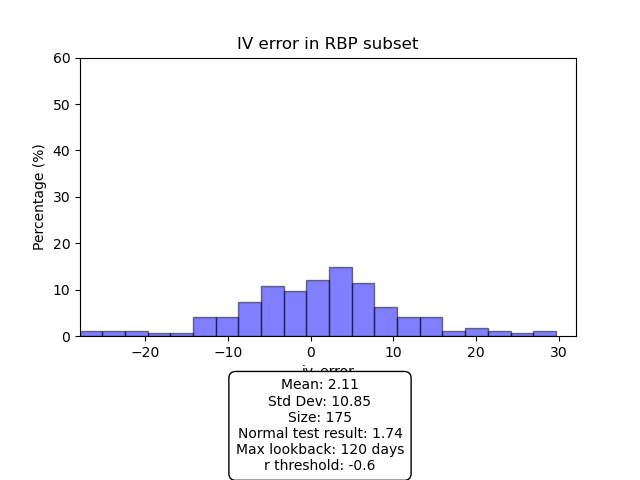 IV error in RBP subset
60
50
40
30
20
10
0
Percentage (%)
−20
−10
0
10
20
30
iv_error
Mean: 2.11
Std Dev: 10.85
Size: 175
Normal test result: 1.74
Max lookback: 120 days
r threshold: -0.6